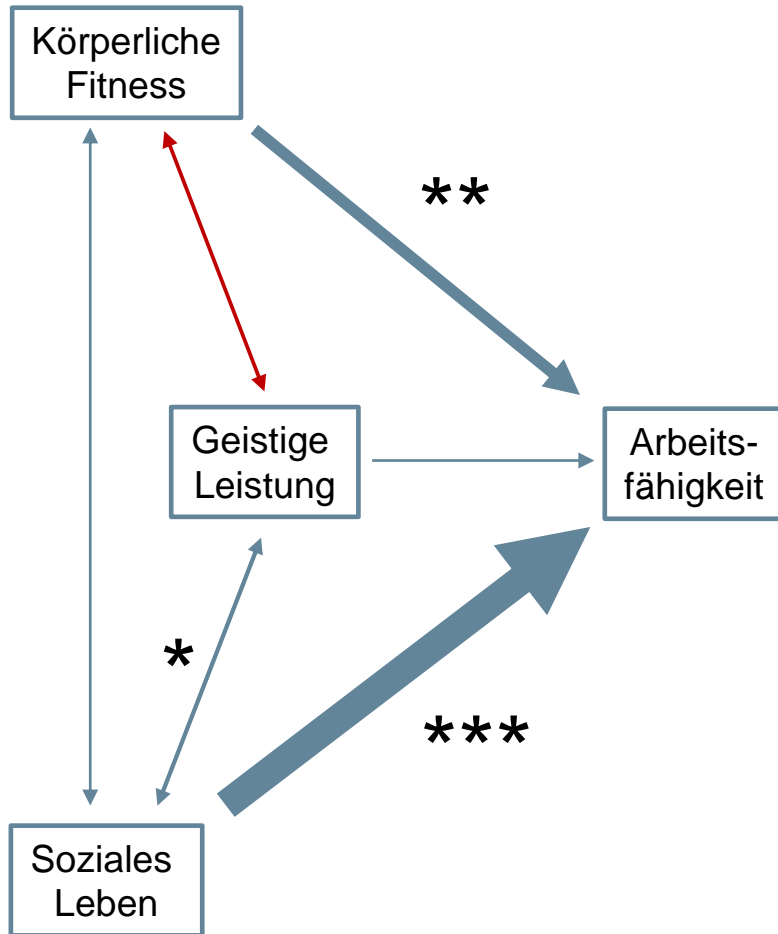 Körperliche
Fitness
**
Geistige
Leistung
Arbeits-
fähigkeit
*
***
Soziales
Leben